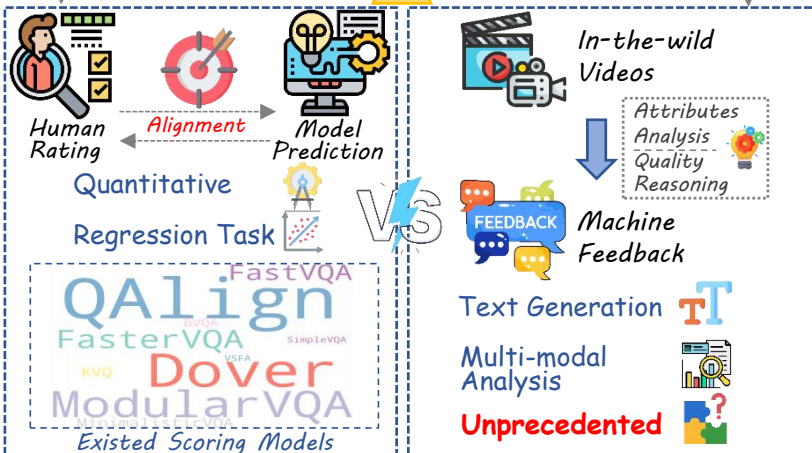 Human
Rating
Alignment
Model
Prediction
Quantitative
Regression Task
FastVQA
QAlign
BVQA
FasterVQA
SimpleVQA
VSFA
KVQ
Dover
ModularVQA
MinimalisticVQA
Existed Scoring Models
VS
In-the-wild
Videos
Attributes
Analysis
Quality
Reasoning
FEEDBACK
Machine
Feedback
Text Generation
TT
Multi-modal
Analysis
Unprecedented
?